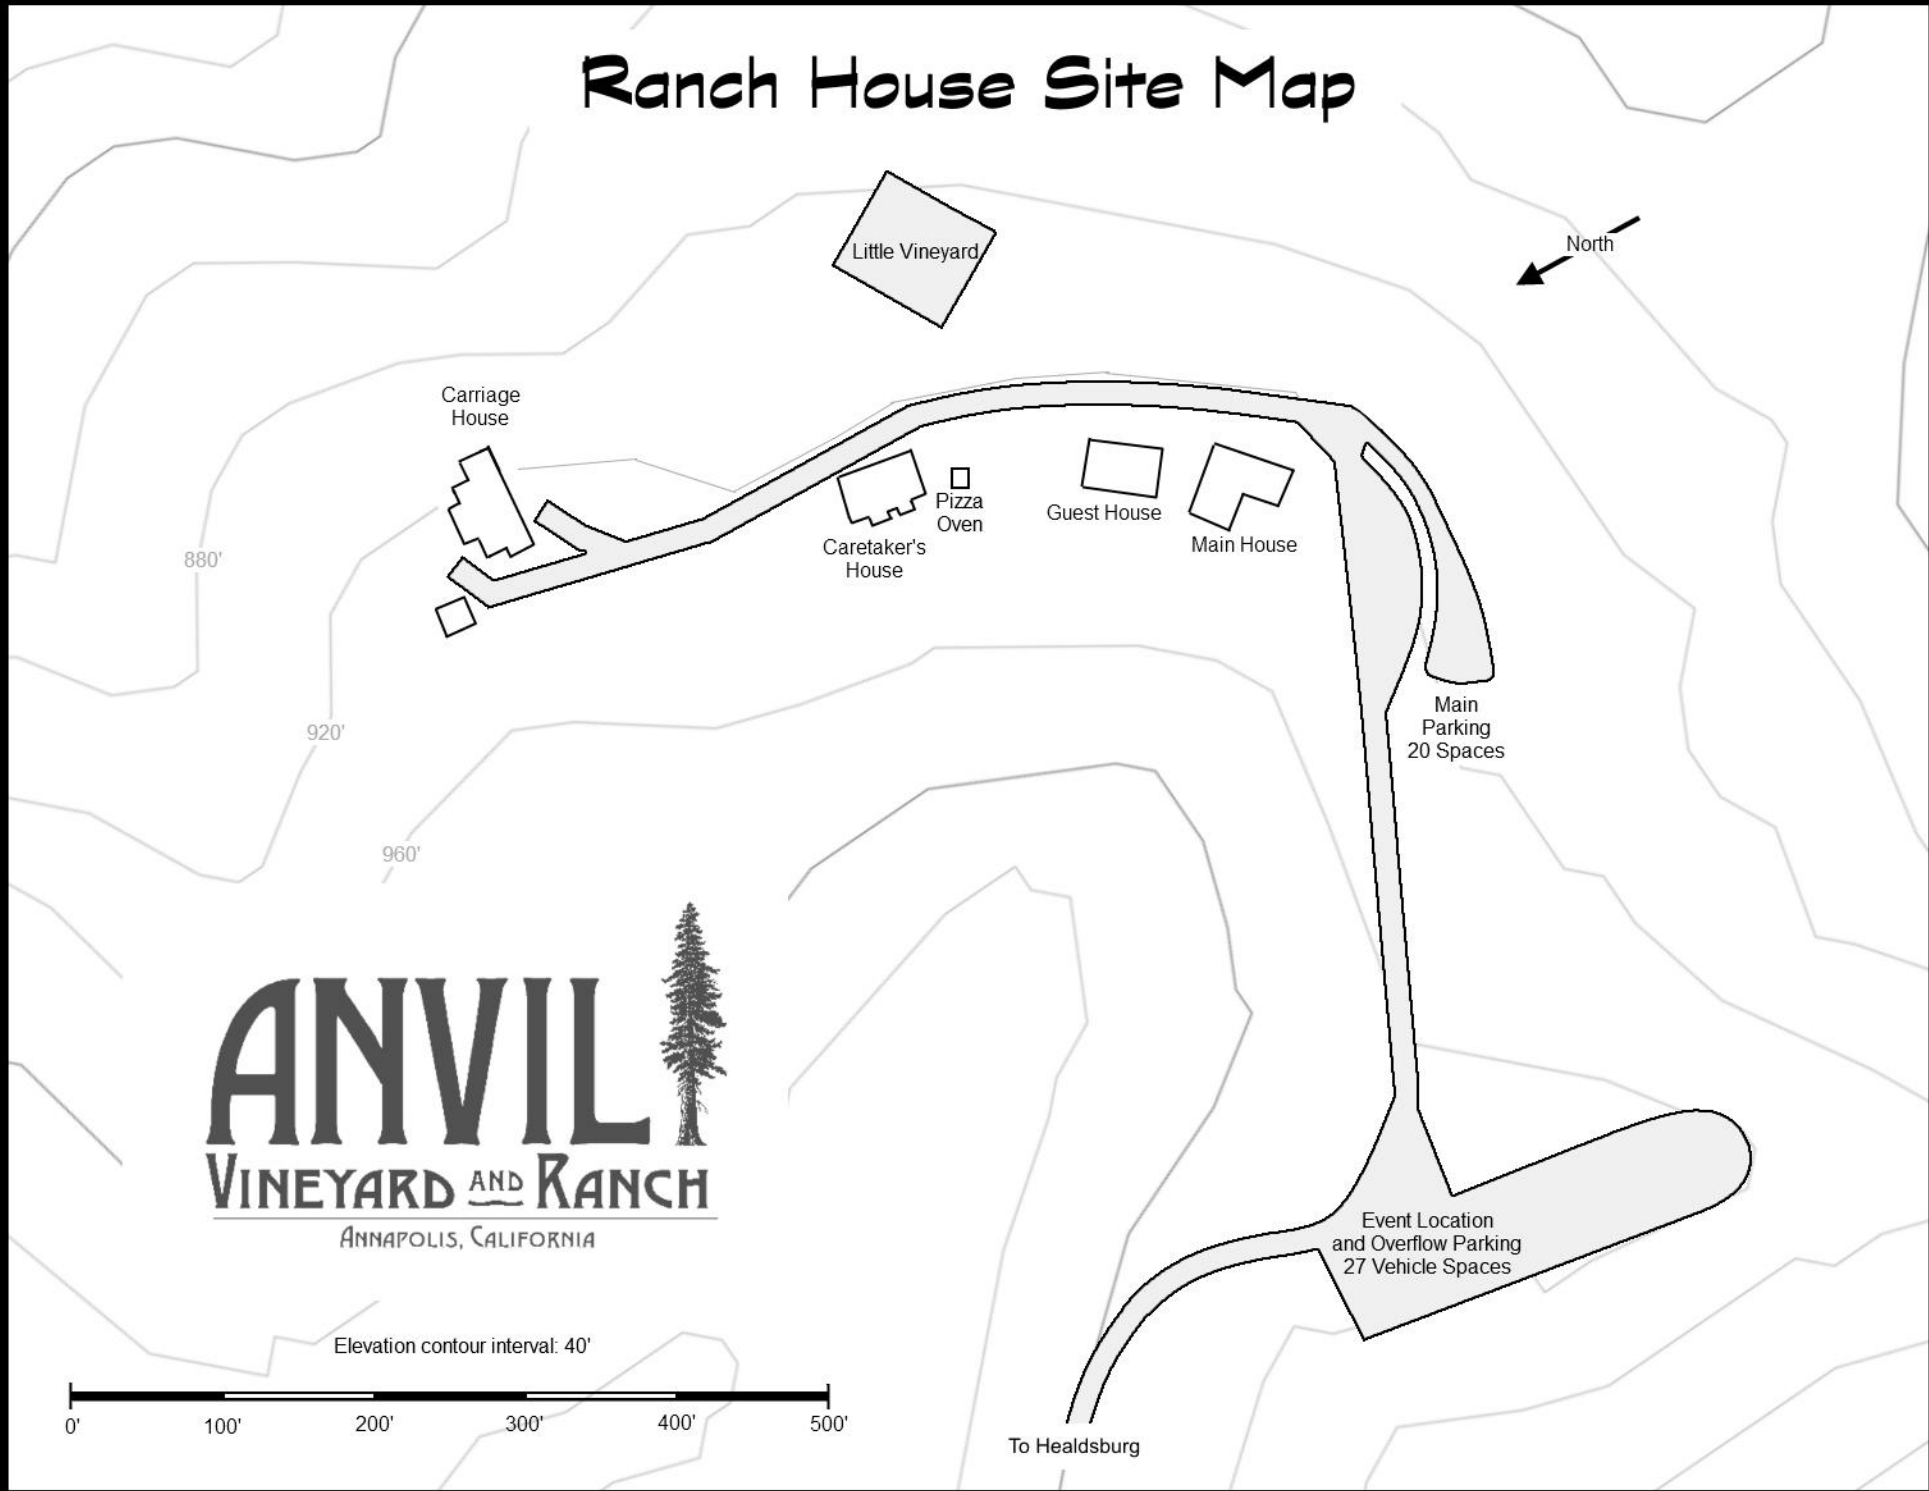 Ranch House Site Map
Little Vineyard
North
Carriage
House
Pizza
Oven
Guest House
Main House
Caretaker's
House
880'
920'
960'
Main
Parking
20 Spaces
ANVIL
VINEYARD AND RANCH
ANNAPOLIS, CALIFORNIA
Event Location
and Overflow Parking
27 Vehicle Spaces
Elevation contour interval: 40'
0' 100' 200' 300' 400' 500'
To Healdsburg